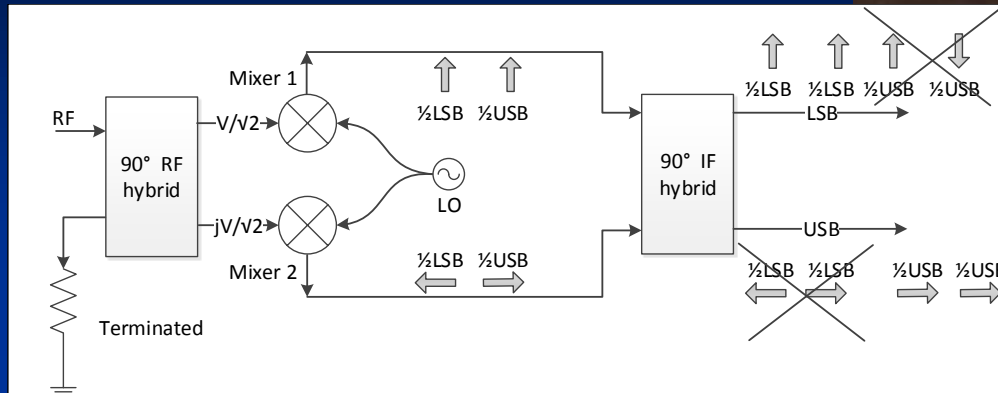 ½LSB ½LSB ½USB ½USB
Mixer 1
½LSB ½USB
RF
V/√2
LSB
90° RF
hybrid
90° IF
hybrid
LO
jV/√2
USB
Mixer 2
½LSB ½USB
½LSB ½LSB ½USB ½US
Terminated